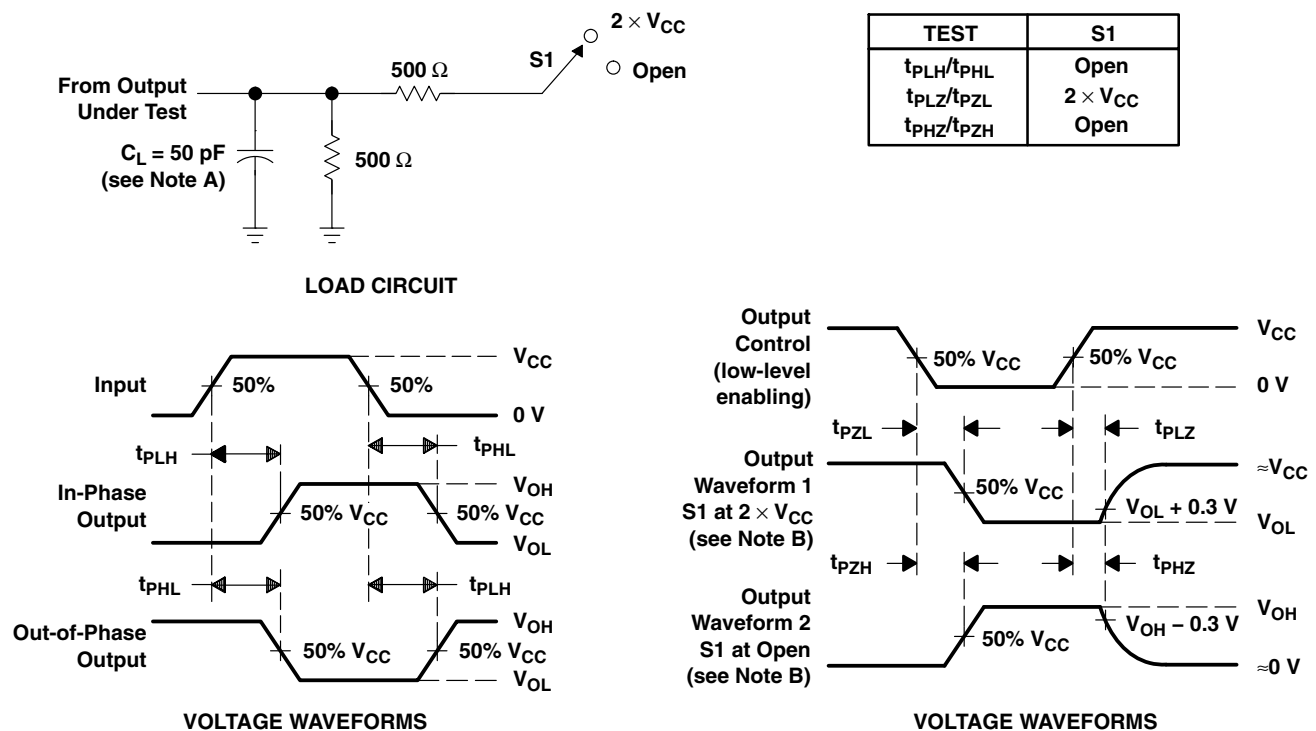 2 × VCC
S1
Open
500 Ω
From Output
Under Test
CL = 50 pF
(see Note A)
500 Ω
LOAD CIRCUIT
TEST S1
tPLH/tPHL Open
tPLZ/tPZL 2 × VCC
tPHZ/tPZH Open
Input
50%
50%
VCC
0 V
tPLH
tPHL
In-Phase
Output
50% VCC
VOH
50% VCC
VOL
tPHL
tPLH
Out-of-Phase
Output
50% VCC
VOH
50% VCC
VOL
VOLTAGE WAVEFORMS
Output
Control
(low-level
enabling)
50% VCC
50% VCC
VCC
0 V
tPZL
tPLZ
Output
Waveform 1
S1 at 2 × VCC
(see Note B)
50% VCC
VOL + 0.3 V
≈VCC
VOL
tPZH
tPHZ
Output
Waveform 2
S1 at Open
(see Note B)
50% VCC
VOH − 0.3 V
VOH
≈0 V
VOLTAGE WAVEFORMS